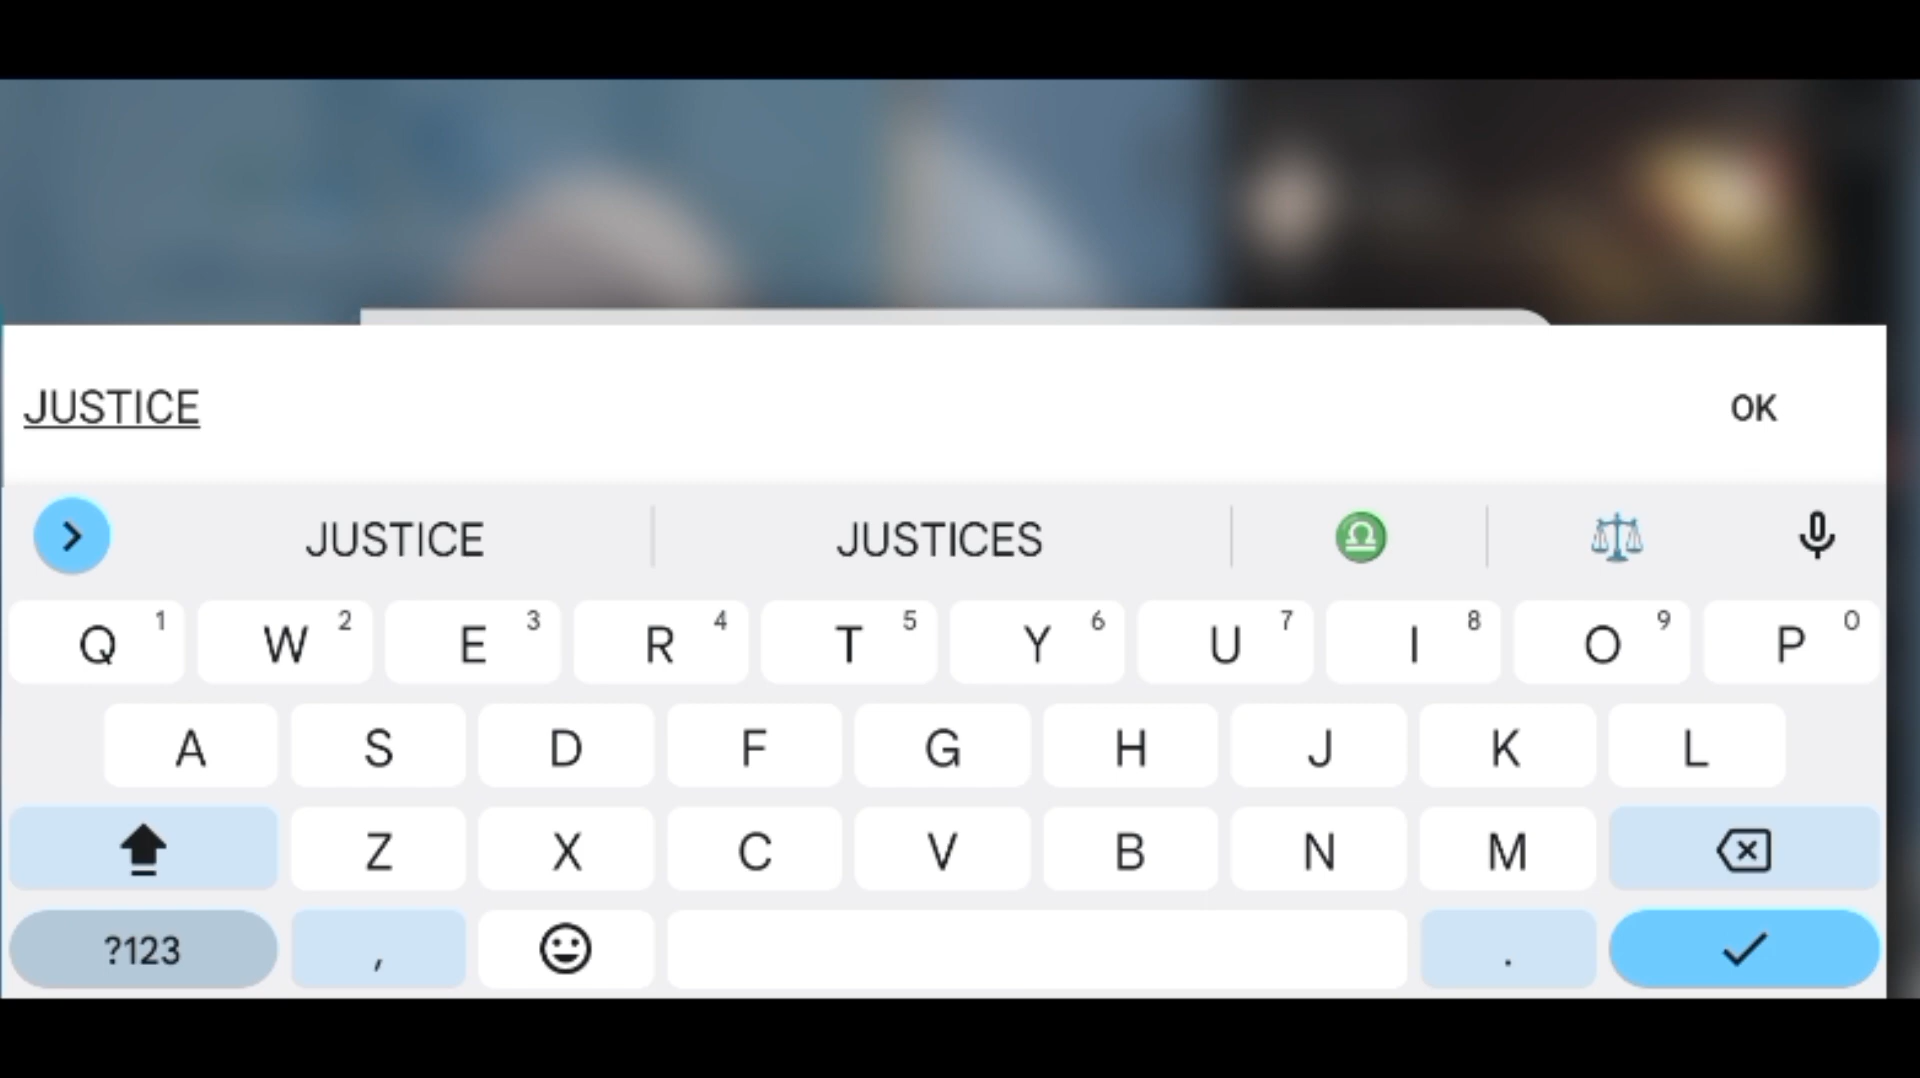 JUSTICE OK
JUSTICE JUSTICES
Q 1 W 2 E 3 R 4 T 5 Y 6 U 7 I 8 O 9 P 0
A S D F G H J K L
Z X C V B N M
?123 , .